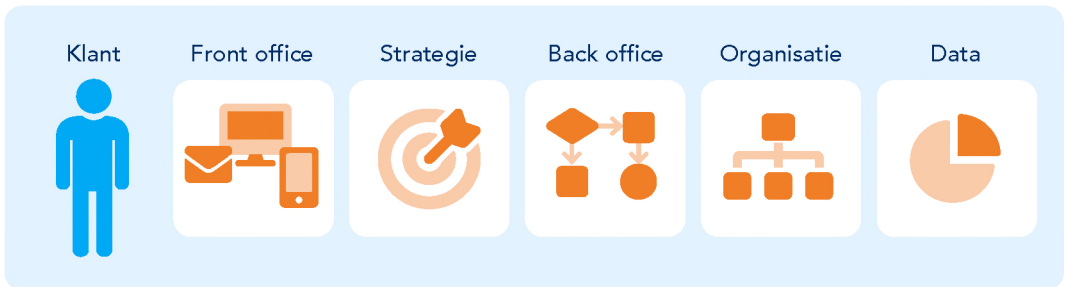 Klant
Front office
Strategie
Back office
Organisatie
Data